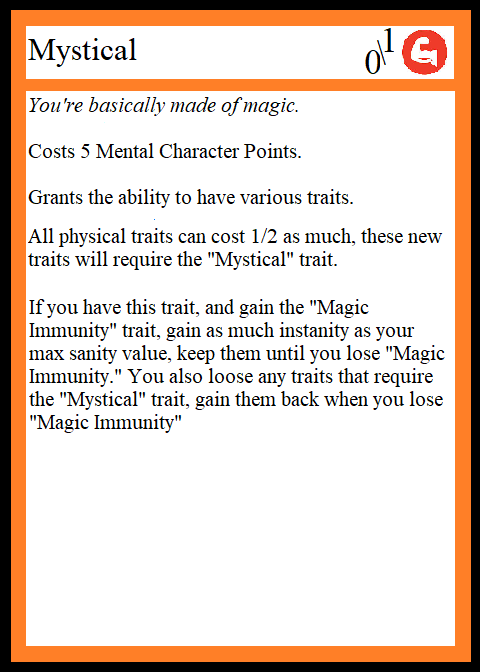 Mystical
0\1
You're basically made of magic.
Costs 5 Mental Character Points.
Grants the ability to have various traits.
All physical traits can cost 1/2 as much, these new
traits will require the "Mystical" trait.
If you have this trait, and gain the "Magic
Immunity" trait, gain as much instanity as your
max sanity value, keep them until you lose "Magic
Immunity." You also loose any traits that require
the "Mystical" trait, gain them back when you lose
"Magic Immunity"